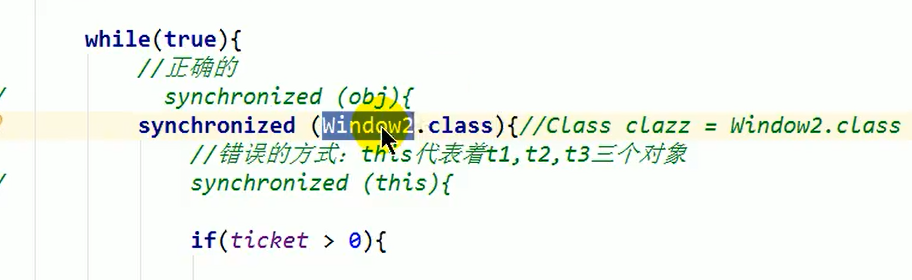 while(true){
//正确的
synchronized (obj){
synchronized (Window2.class){//Class clazz = Window2.class
//错误的方式：this代表着t1,t2,t3三个对象
synchronized (this){
if(ticket > 0){